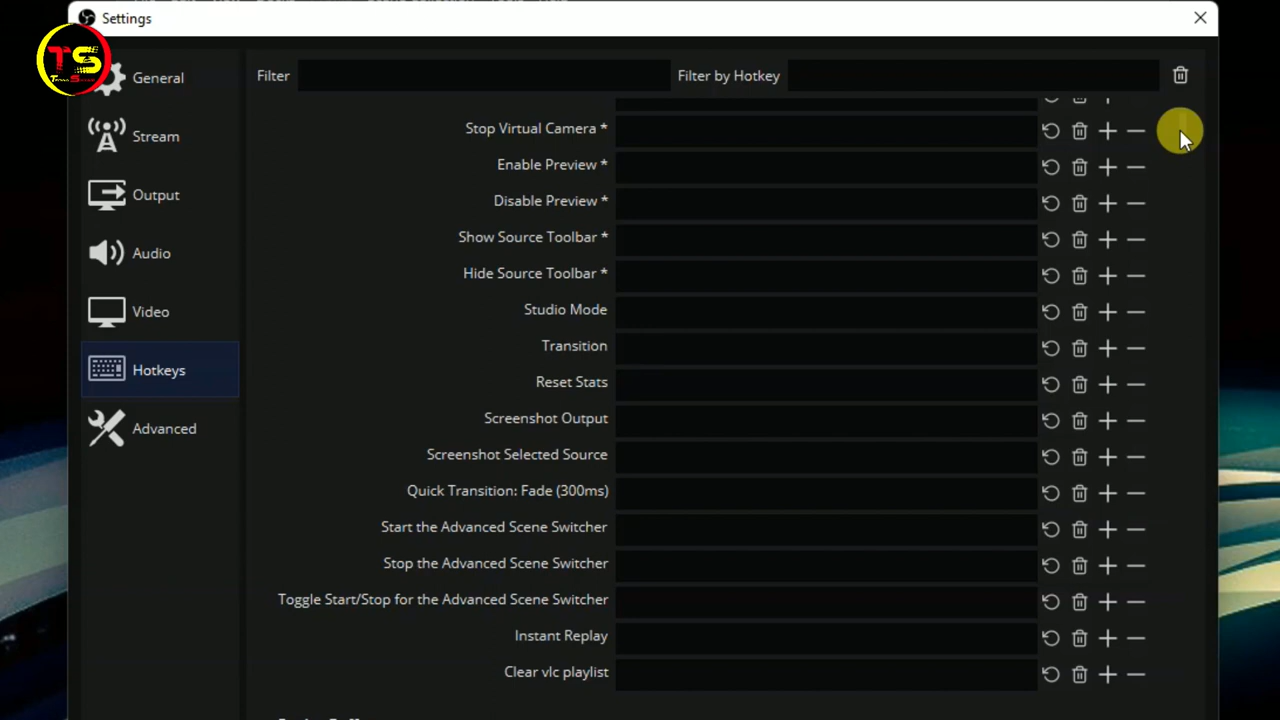 Settings
TS
General
Filter
Filter by Hotkey
Stream
Output
Audio
Video
Hotkeys
Advanced
Stop Virtual Camera *
Enable Preview *
Disable Preview *
Show Source Toolbar *
Hide Source Toolbar *
Studio Mode
Transition
Reset Stats
Screenshot Output
Screenshot Selected Source
Quick Transition: Fade (300ms)
Start the Advanced Scene Switcher
Stop the Advanced Scene Switcher
Toggle Start/Stop for the Advanced Scene Switcher
Instant Replay
Clear vlc playlist